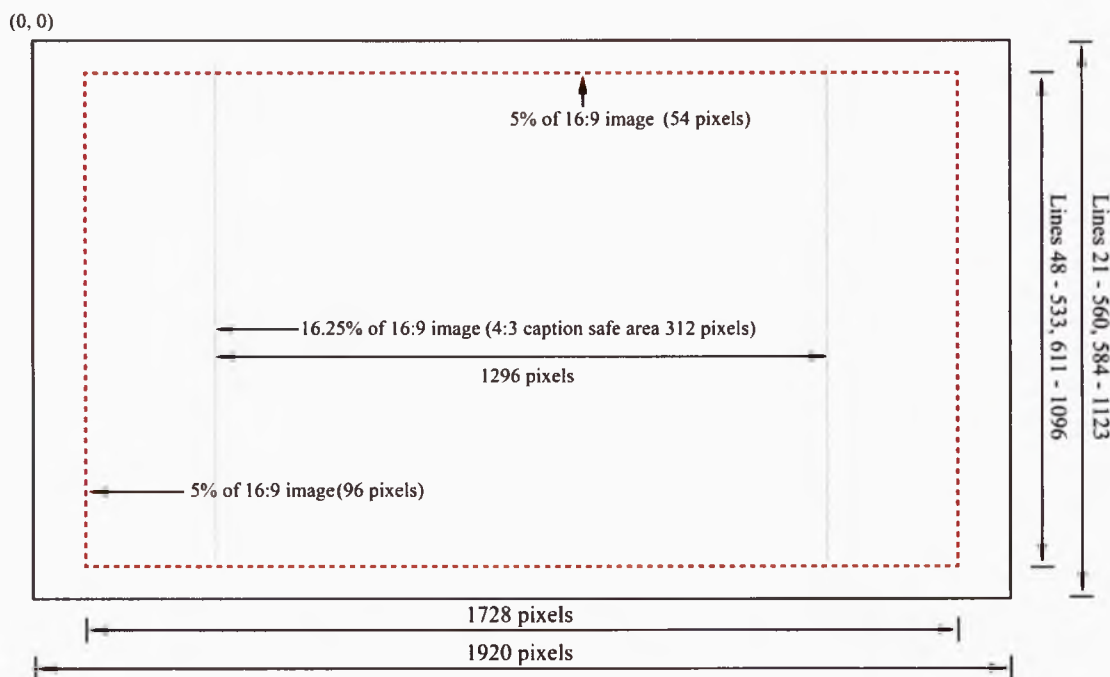 (0, 0)
5% of 16:9 image (54 pixels)
16.25% of 16:9 image (4:3 caption safe area 312 pixels)
1296 pixels
5% of 16:9 image(96 pixels)
Lines 48 - 533, 611 - 1096
Lines 21 - 560, 584 - 1123
1728 pixels
1920 pixels